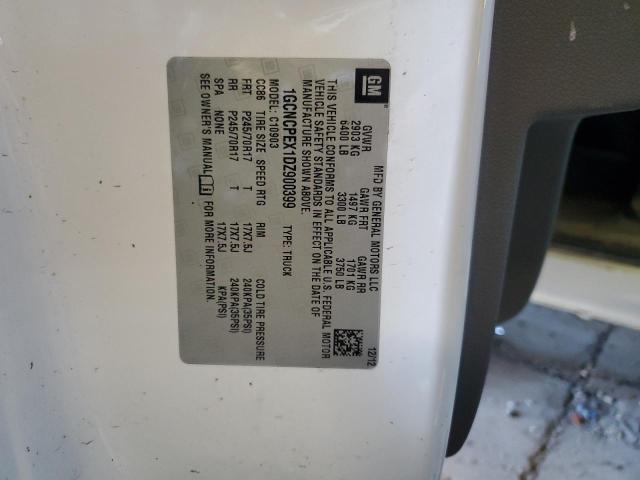 GM
MFD BY GENERAL MOTORS LLC 12/12
GVWR GAWR FRT GAWR RR
2903 KG 1497 KG 1701 KG
6400 LB 3300 LB 3750 LB
THIS VEHICLE CONFORMS TO ALL APPLICABLE U.S. FEDERAL MOTOR
VEHICLE SAFETY STANDARDS IN EFFECT ON THE DATE OF
MANUFACTURE SHOWN ABOVE.
1GCNCPEX1DZ900399 TYPE: TRUCK
MODEL: C10903
CC86 TIRE SIZE SPEED RTG RIM COLD TIRE PRESSURE
FRT P245/70R17 T 17X7.5J 240KPA(35PSI)
RR P245/70R17 T 17X7.5J 240KPA(35PSI)
SPA NONE KPA(PSI)
SEE OWNER'S MANUAL FOR MORE INFORMATION.